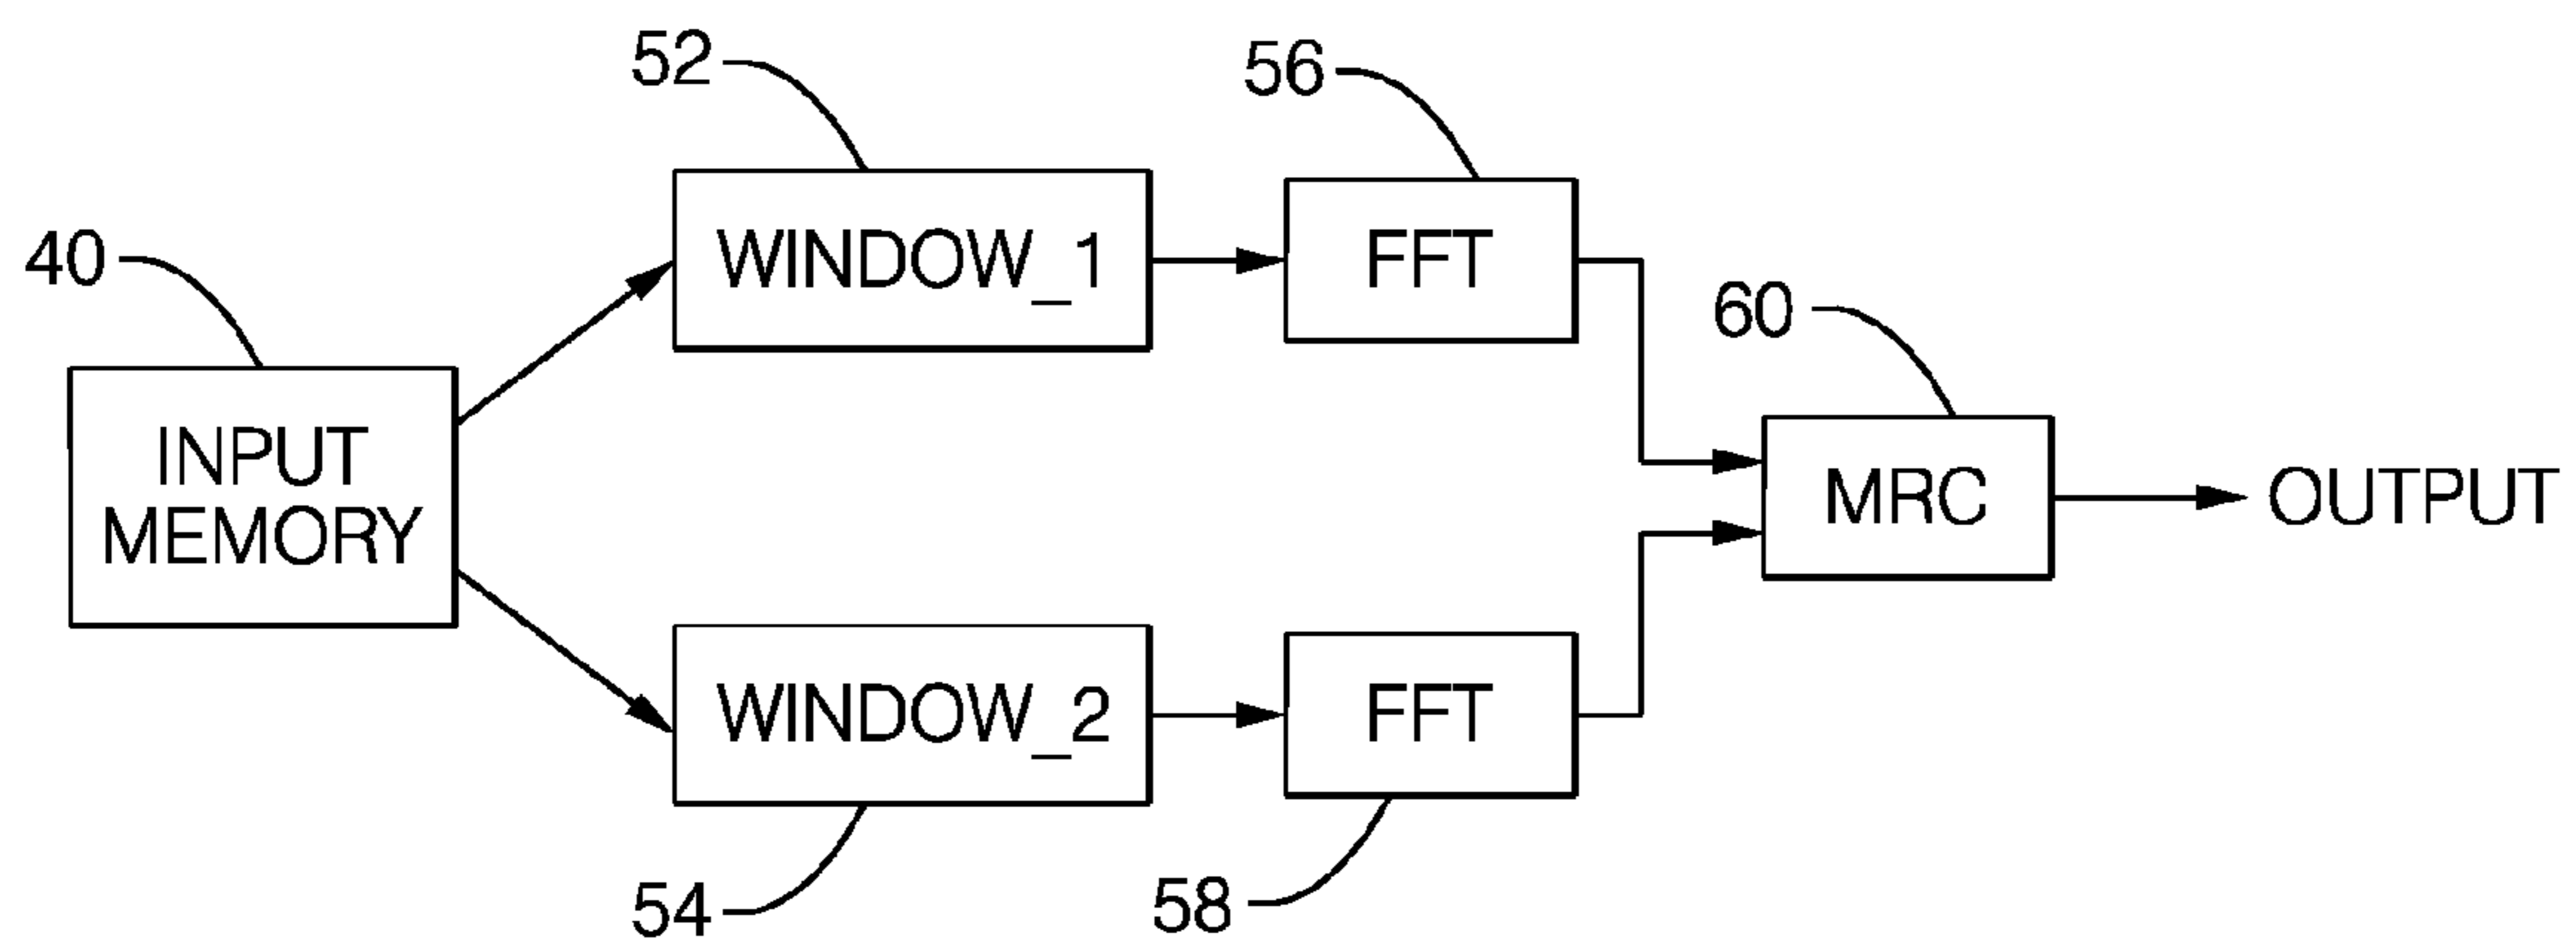 52
56
40
WINDOW_1
FFT
60
INPUT
MEMORY
MRC
OUTPUT
WINDOW_2
FFT
54
58